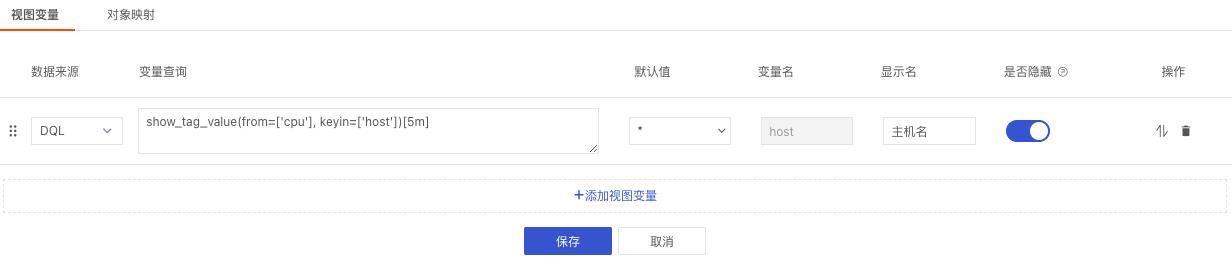 视图变量 对象映射
数据来源 变量查询 默认值 变量名 显示名 是否隐藏 操作
DQL show_tag_value(from=['cpu'], keyin=['host'])[5m] * host 主机名
+添加视图变量
保存 取消